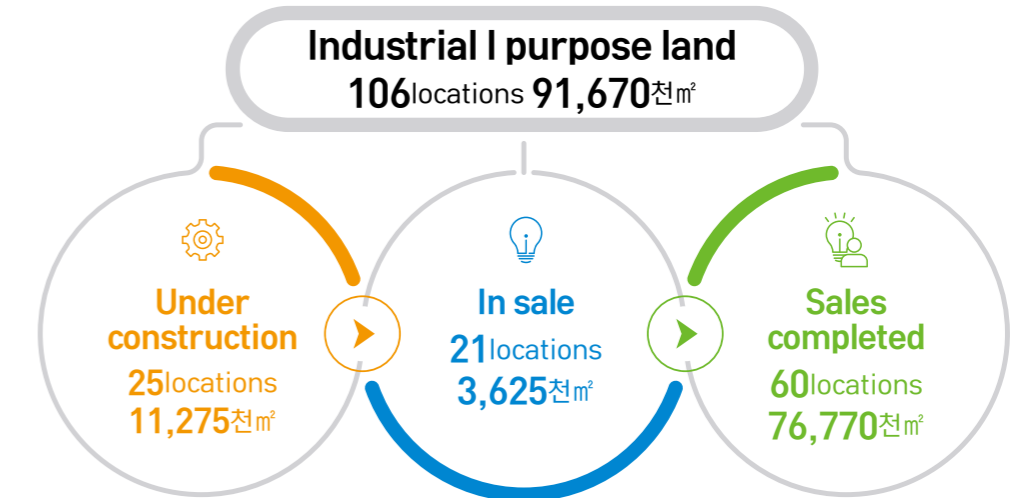 Industrial I purpose land
106locations 91,670천㎡
Under
construction
25locations
11,275천㎡
In sale
21locations
3,625천㎡
Sales
completed
60locations
76,770천㎡